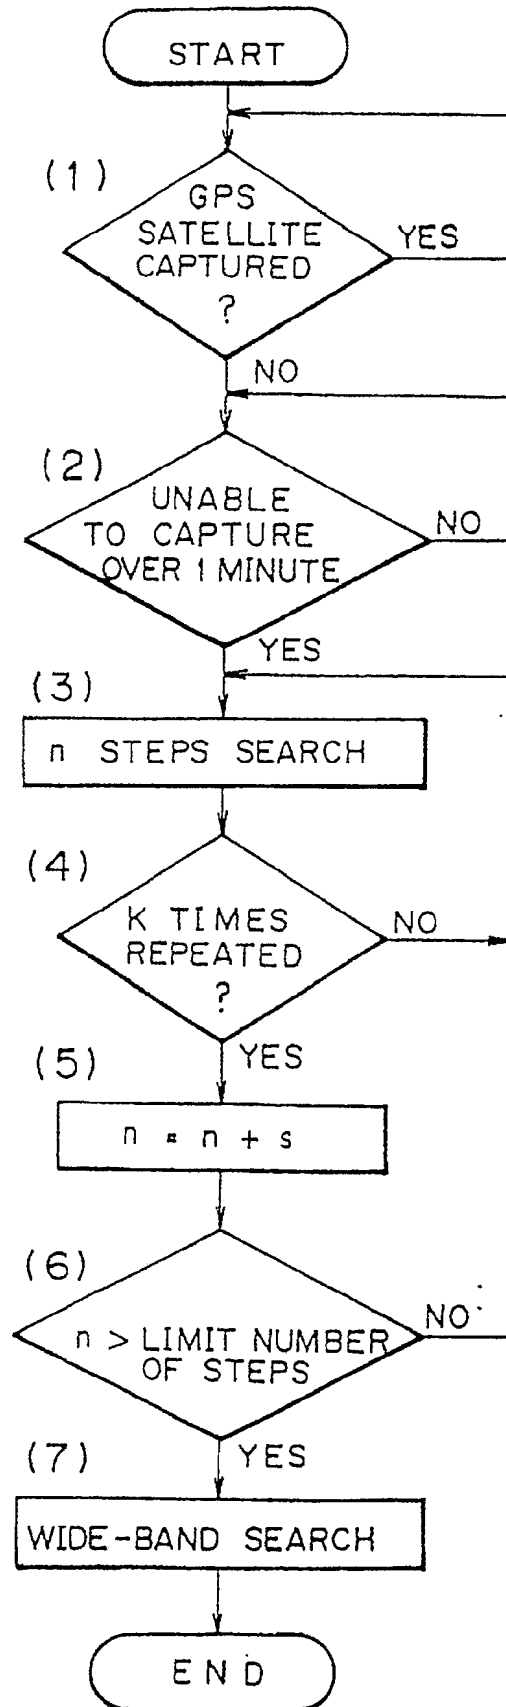 START
(1)
GPS
SATELLITE
CAPTURED
?
YES
NO
(2)
UNABLE
TO CAPTURE
OVER 1 MINUTE
NO
YES
(3)
n STEPS SEARCH
(4)
K TIMES
REPEATED
?
NO
YES
(5)
n = n + s
(6)
n > LIMIT NUMBER
OF STEPS
NO
YES
(7)
WIDE-BAND SEARCH
END